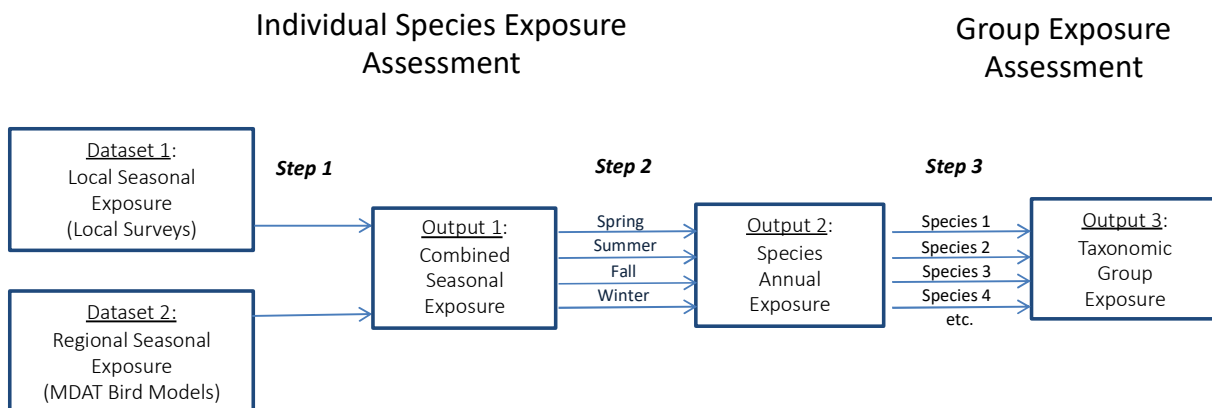 Individual Species Exposure
Assessment
Group Exposure
Assessment
Dataset 1:
Local Seasonal
Exposure
(Local Surveys)
Dataset 2:
Regional Seasonal
Exposure
(MDAT Bird Models)
Step 1
Output 1:
Combined
Seasonal
Exposure
Step 2
Spring
Summer
Fall
Winter
Output 2:
Species
Annual
Exposure
Step 3
Species 1
Species 2
Species 3
Species 4
etc.
Output 3:
Taxonomic
Group
Exposure